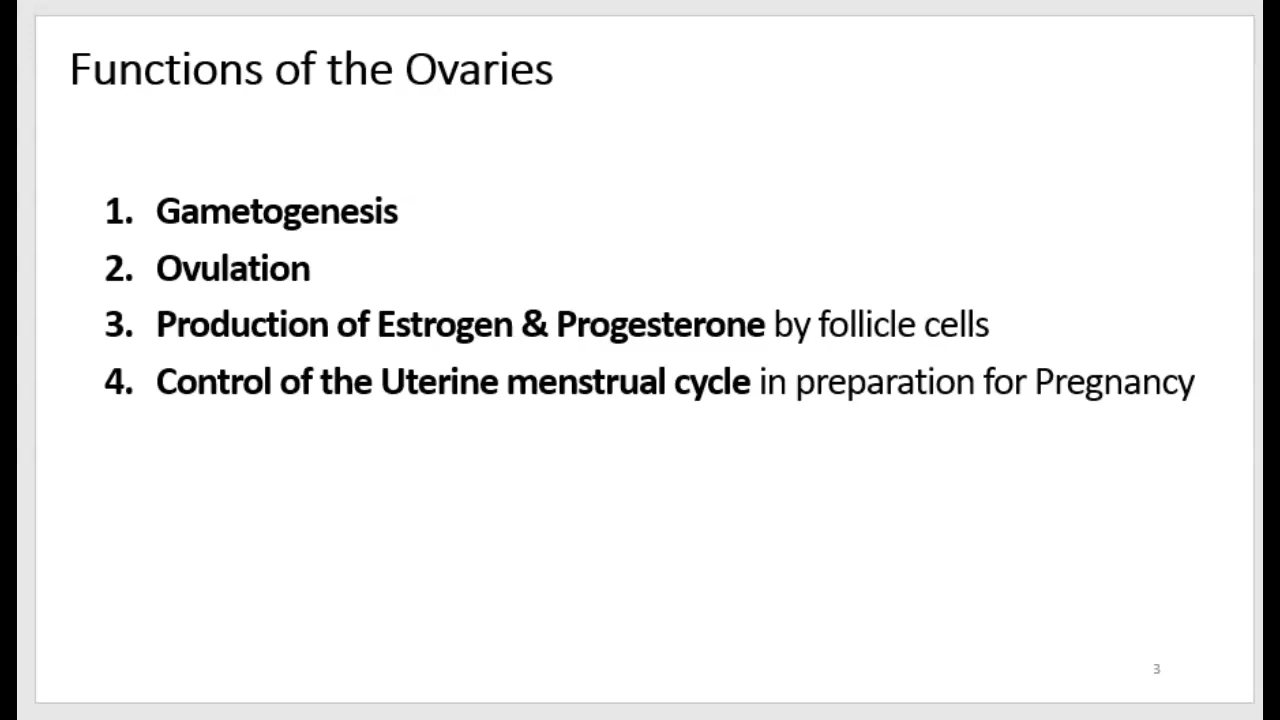 Functions of the Ovaries
1. Gametogenesis
2. Ovulation
3. Production of Estrogen & Progesterone by follicle cells
4. Control of the Uterine menstrual cycle in preparation for Pregnancy
3